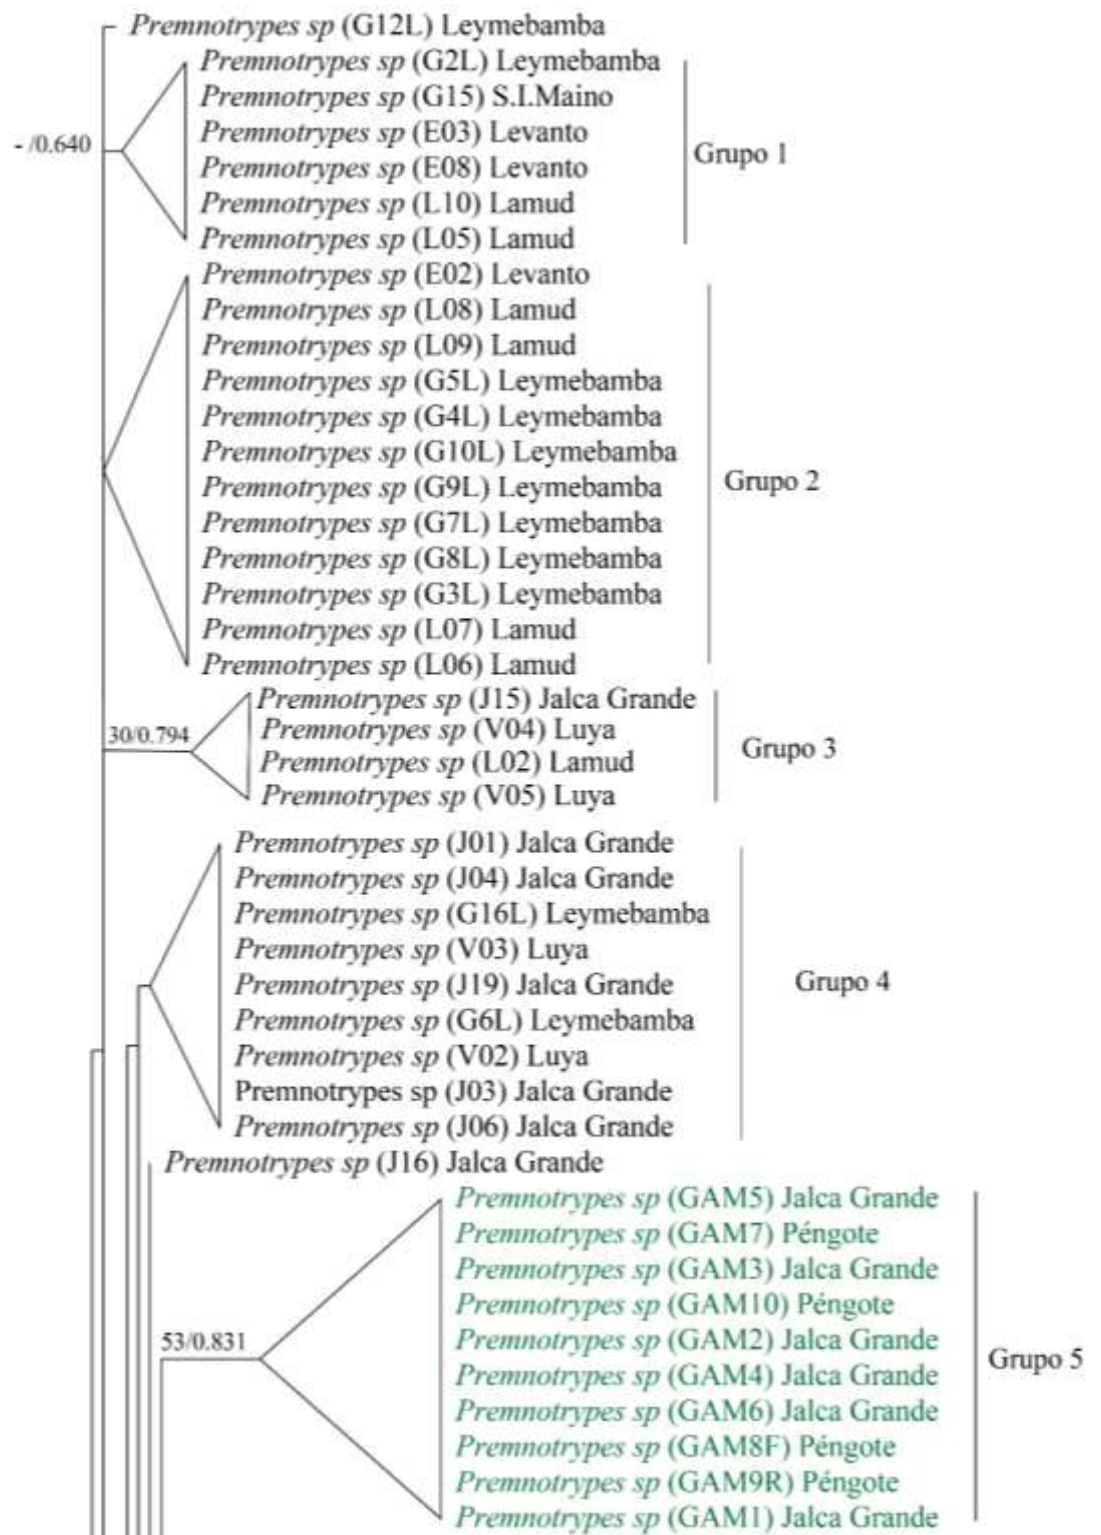 Premnotrypes sp (G12L) Leymebamba
Premnotrypes sp (G2L) Leymebamba
Premnotrypes sp (G15) S.I.Maino
Premnotrypes sp (E03) Levanto
- /0.640
Premnotrypes sp (E08) Levanto
Grupo 1
Premnotrypes sp (L10) Lamud
Premnotrypes sp (L05) Lamud
Premnotrypes sp (E02) Levanto
Premnotrypes sp (L08) Lamud
Premnotrypes sp (L09) Lamud
Premnotrypes sp (G5L) Leymebamba
Premnotrypes sp (G4L) Leymebamba
Premnotrypes sp (G10L) Leymebamba
Premnotrypes sp (G9L) Leymebamba
Grupo 2
Premnotrypes sp (G7L) Leymebamba
Premnotrypes sp (G8L) Leymebamba
Premnotrypes sp (G3L) Leymebamba
Premnotrypes sp (L07) Lamud
Premnotrypes sp (L06) Lamud
Premnotrypes sp (J15) Jalca Grande
30/0.794
Premnotrypes sp (V04) Luya
Grupo 3
Premnotrypes sp (L02) Lamud
Premnotrypes sp (V05) Luya
Premnotrypes sp (J01) Jalca Grande
Premnotrypes sp (J04) Jalca Grande
Premnotrypes sp (G16L) Leymebamba
Premnotrypes sp (V03) Luya
Premnotrypes sp (J19) Jalca Grande
Grupo 4
Premnotrypes sp (G6L) Leymebamba
Premnotrypes sp (V02) Luya
Premnotrypes sp (J03) Jalca Grande
Premnotrypes sp (J06) Jalca Grande
Premnotrypes sp (J16) Jalca Grande
Premnotrypes sp (GAM5) Jalca Grande
Premnotrypes sp (GAM7) Péngote
Premnotrypes sp (GAM3) Jalca Grande
Premnotrypes sp (GAM10) Péngote
53/0.831
Premnotrypes sp (GAM2) Jalca Grande
Grupo 5
Premnotrypes sp (GAM4) Jalca Grande
Premnotrypes sp (GAM6) Jalca Grande
Premnotrypes sp (GAM8F) Péngote
Premnotrypes sp (GAM9R) Péngote
Premnotrypes sp (GAM1) Jalca Grande